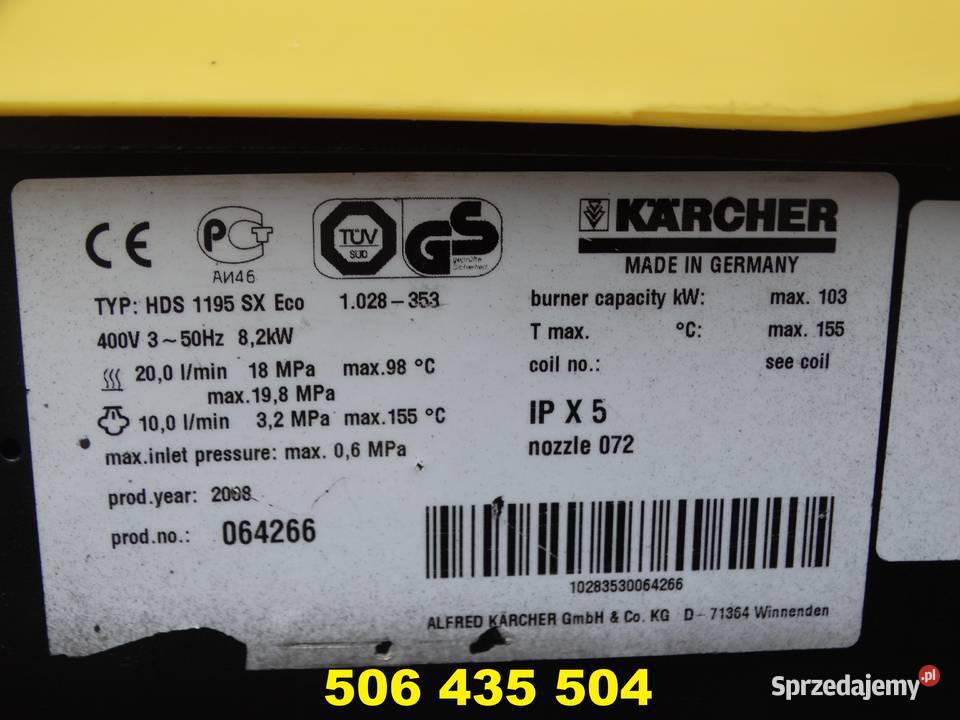 CE
PCT
АИ46
TÜV
SÜD
GS
geprüfte
Sicherheit
KÄRCHER
MADE IN GERMANY
TYP: HDS 1195 SX Eco 1.028-353
400V 3~50Hz 8,2kW
20,0 l/min 18 MPa max.98 °C
max.19,8 MPa
10,0 l/min 3,2 MPa max.155 °C
max.inlet pressure: max. 0,6 MPa
prod.year: 2008
prod.no.: 064266
burner capacity kW: max. 103
T max. °C: max. 155
coil no.: see coil
IP X 5
nozzle 072
10283530064266
ALFRED KÄRCHER GmbH & Co. KG D-71364 Winnenden
506 435 504
Sprzedajemy.pl